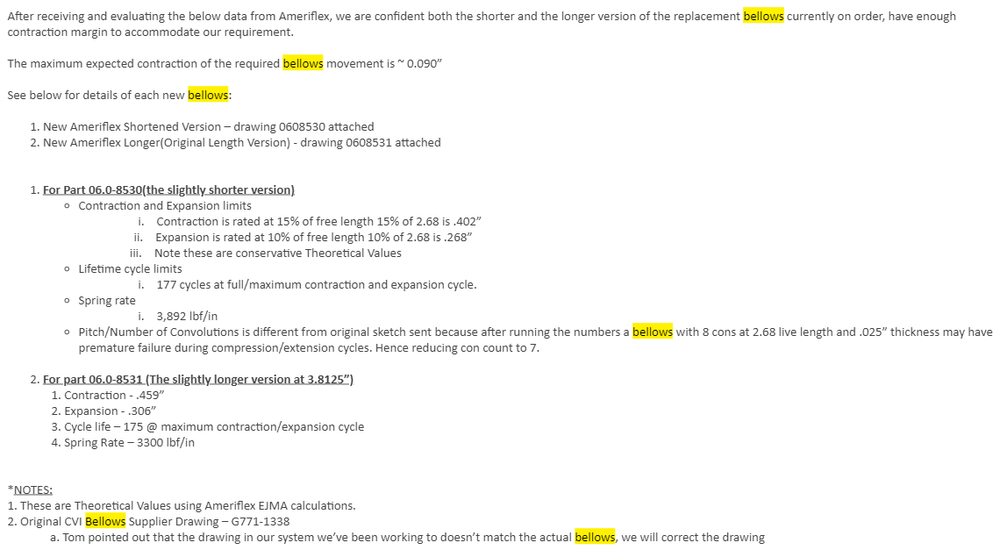 After receiving and evaluating the below data from Ameriflex, we are confident both the shorter and the longer version of the replacement bellows currently on order, have enough
contraction margin to accommodate our requirement.
The maximum expected contraction of the required bellows movement is ~ 0.090”
See below for details of each new bellows:
1. New Ameriflex Shortened Version – drawing 0608530 attached
2. New Ameriflex Longer(Original Length Version) - drawing 0608531 attached
1. For Part 06.0-8530(the slightly shorter version)
○ Contraction and Expansion limits
i. Contraction is rated at 15% of free length 15% of 2.68 is .402”
ii. Expansion is rated at 10% of free length 10% of 2.68 is .268”
iii. Note these are conservative Theoretical Values
○ Lifetime cycle limits
i. 177 cycles at full/maximum contraction and expansion cycle.
○ Spring rate
i. 3,892 lbf/in
○ Pitch/Number of Convolutions is different from original sketch sent because after running the numbers a bellows with 8 cons at 2.68 live length and .025” thickness may have
premature failure during compression/extension cycles. Hence reducing con count to 7.
2. For part 06.0-8531 (The slightly longer version at 3.8125”)
1. Contraction - .459”
2. Expansion - .306”
3. Cycle life – 175 @ maximum contraction/expansion cycle
4. Spring Rate – 3300 lbf/in
*NOTES:
1. These are Theoretical Values using Ameriflex EJMA calculations.
2. Original CVI Bellows Supplier Drawing – G771-1338
a. Tom pointed out that the drawing in our system we’ve been working to doesn’t match the actual bellows, we will correct the drawing